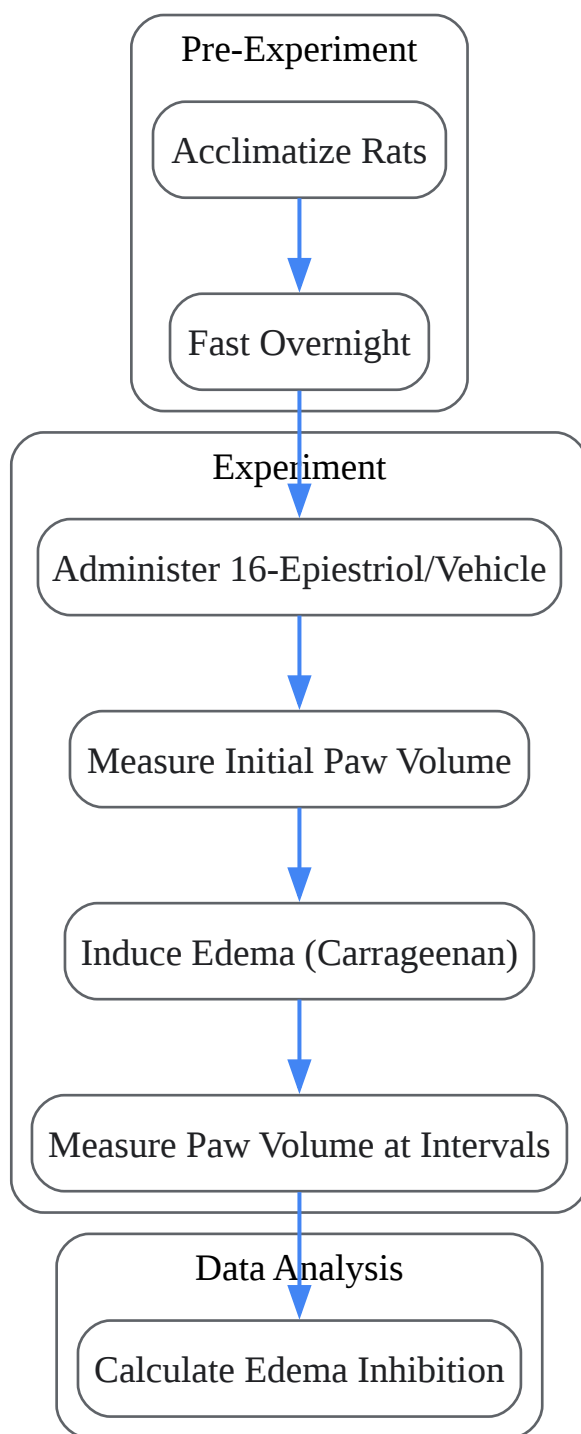 Pre-Experiment
Acclimatize Rats
Fast Overnight
Experiment
Administer 16-Epiestriol/Vehicle
Measure Initial Paw Volume
Induce Edema (Carrageenan)
Measure Paw Volume at Intervals
Data Analysis
Calculate Edema Inhibition